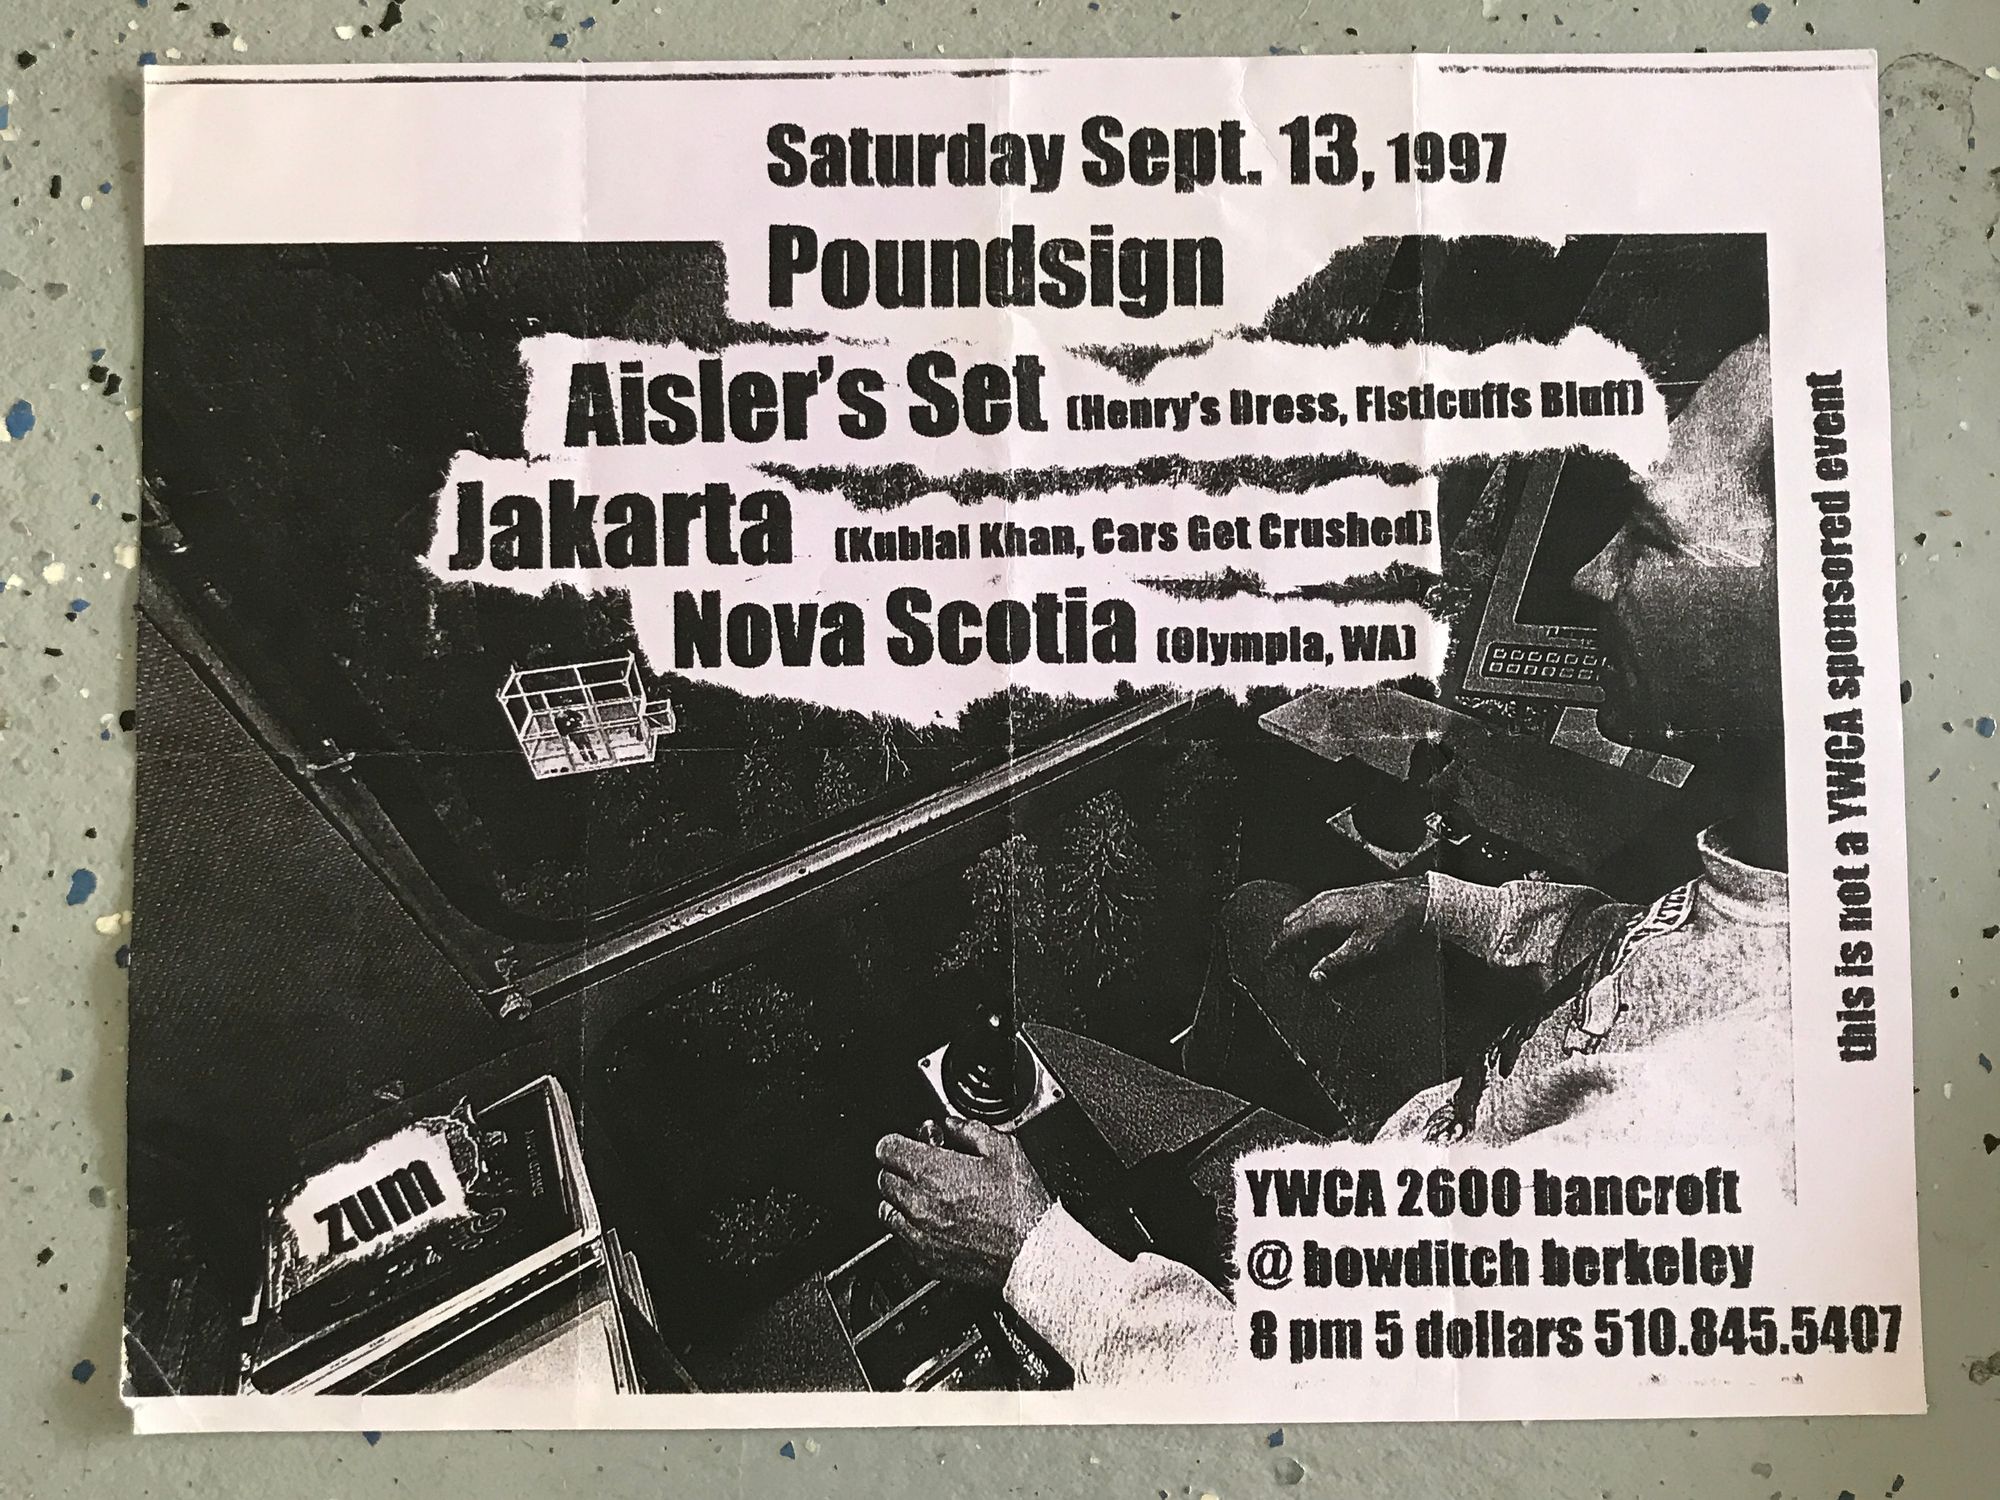 Saturday Sept. 13, 1997
Poundsign
Aisler's Set (Henry's Dress, Fisticuffs Bluff)
Jakarta (Kublai Khan, Cars Get Crushed)
Nova Scotia (Olympia, WA)
this is not a YWCA sponsored event
zum
YWCA 2600 bancroft
@ bowditch berkeley
8 pm 5 dollars 510.845.5407